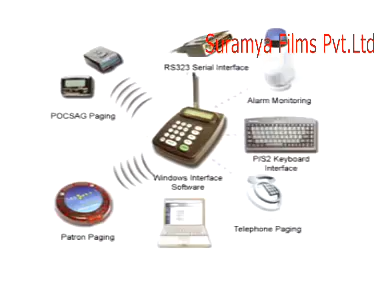 Suramya Films Pvt.Ltd
RS323 Serial Interface
Alarm Monitoring
POCSAG Paging
P/S2 Keyboard
Interface
Windows Interface
Software
Patron Paging
Telephone Paging